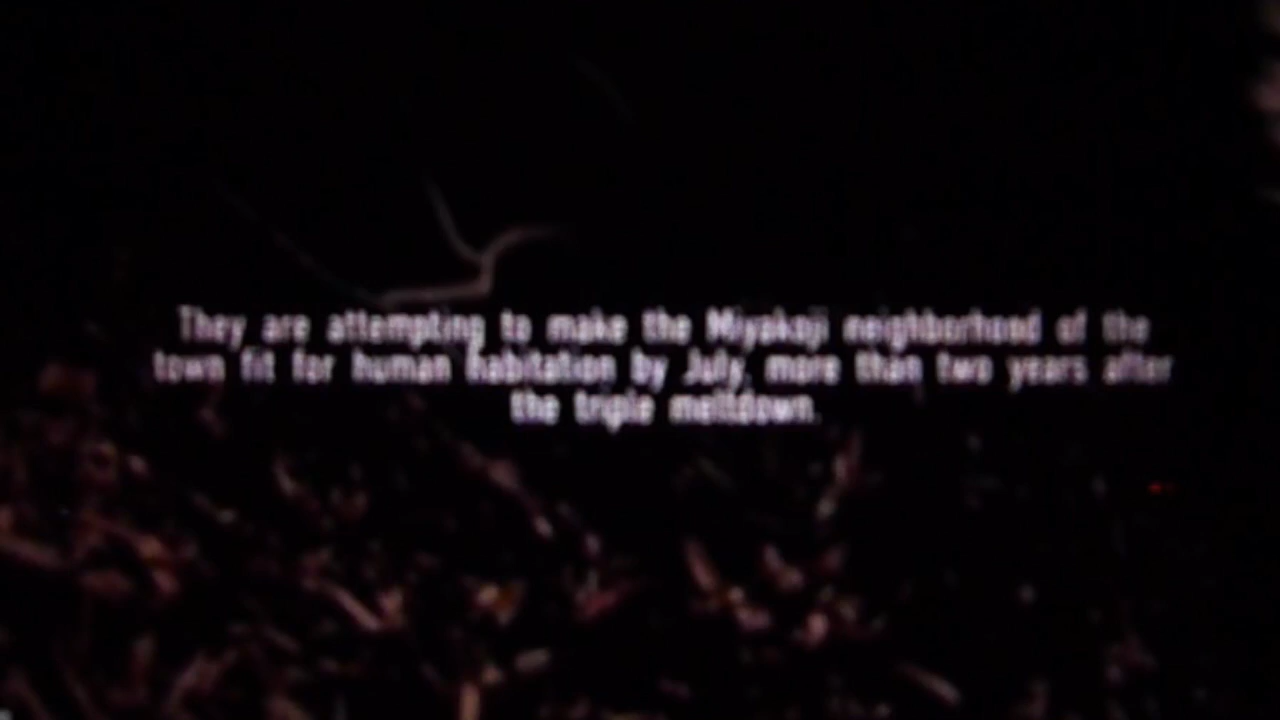 They are attempting to make the Miyakoji neighborhood of the
town fit for human habitation by July, more than two years after
the triple meltdown.